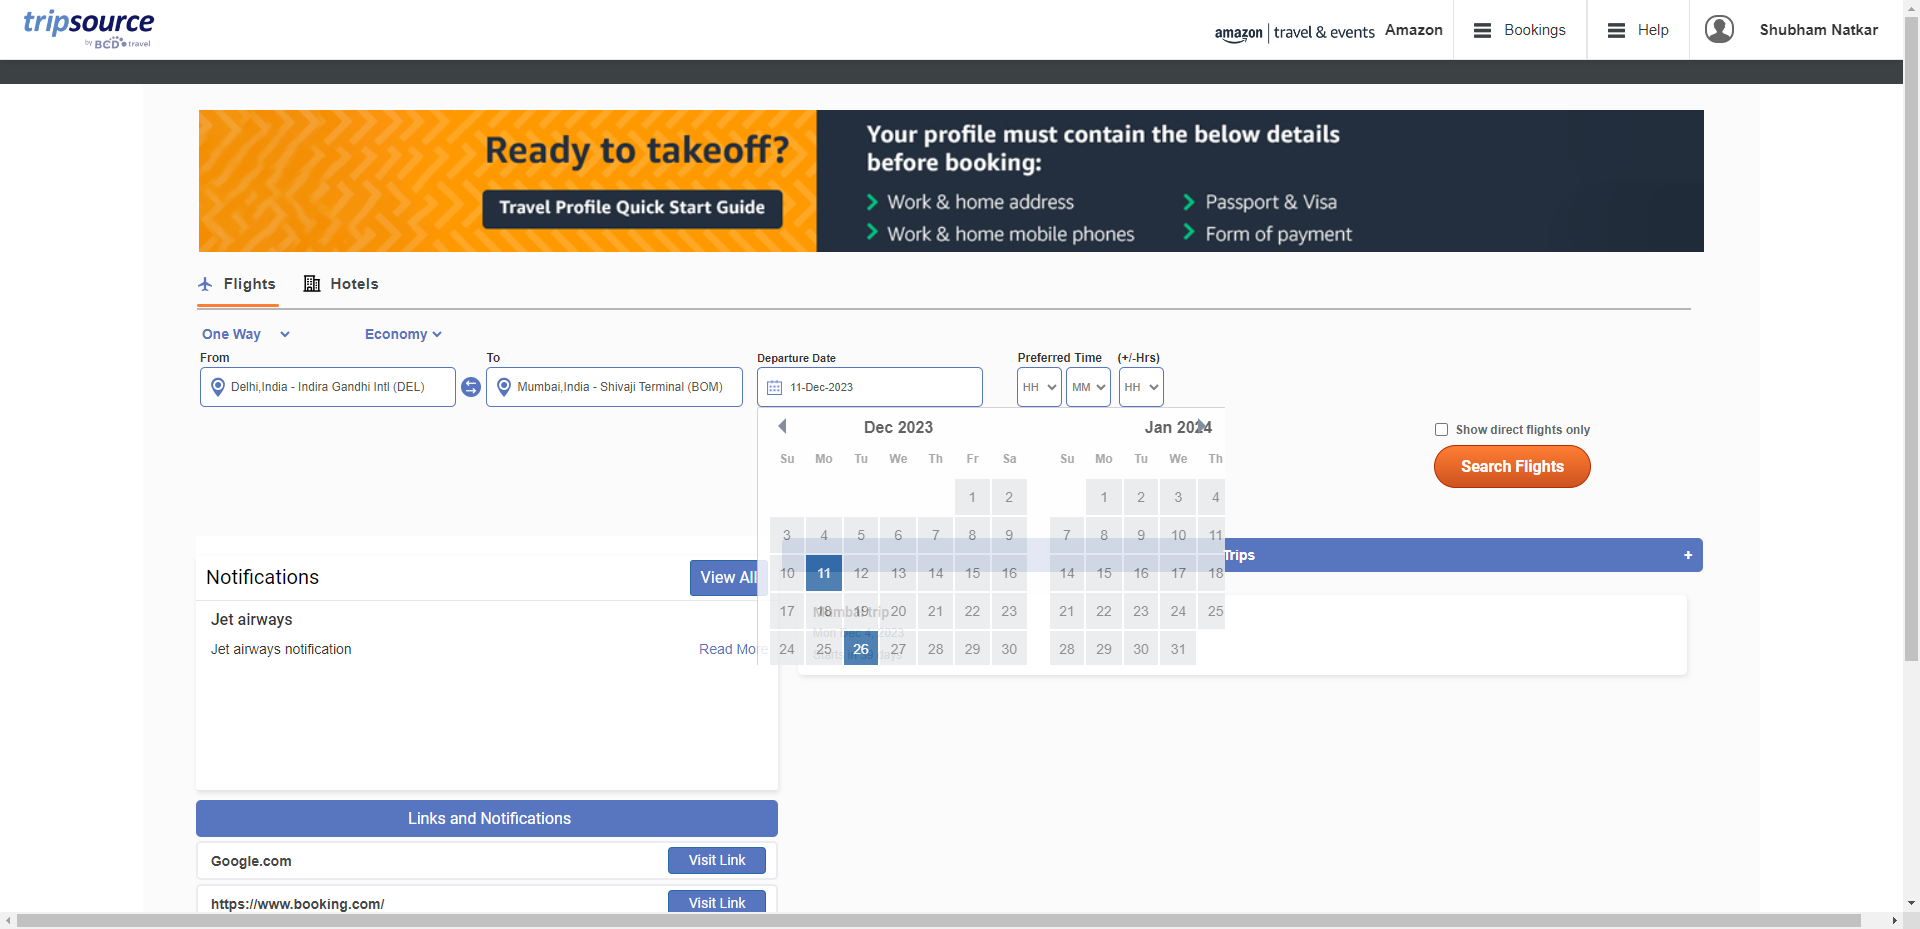 tripsource
by BCD travel
amazon | travel & events Amazon
Bookings
Help
Shubham Natkar
Ready to takeoff?
Travel Profile Quick Start Guide
Your profile must contain the below details
before booking:
Work & home address
Passport & Visa
Work & home mobile phones
Form of payment
Flights
Hotels
One Way
Economy
From
To
Departure Date
Preferred Time
(+/-Hrs)
Delhi,India - Indira Gandhi Intl (DEL)
Mumbai,India - Shivaji Terminal (BOM)
11-Dec-2023
HH
MM
HH
Dec 2023
Jan 2024
Su Mo Tu We Th Fr Sa
Su Mo Tu We Th
1 2
1 2 3 4
3 4 5 6 7 8 9
7 8 9 10 11
10 11 12 13 14 15 16
14 15 16 17 18
17 18 19 20 21 22 23
21 22 23 24 25
24 25 26 27 28 29 30
28 29 30 31
Show direct flights only
Search Flights
Trips +
Mumbai trip
Mon Dec 4, 2023
Notifications
View All
Jet airways
Jet airways notification
Read More
Links and Notifications
Google.com
Visit Link
https://www.booking.com/
Visit Link